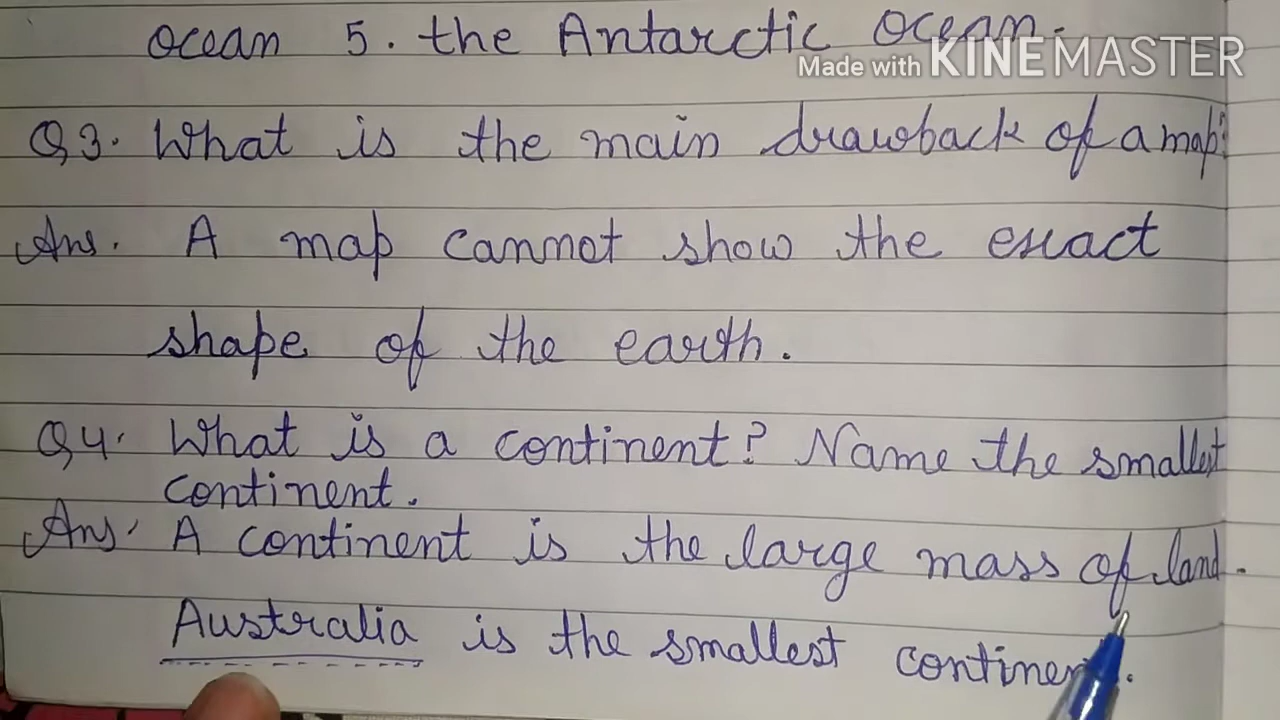 Ocean 5. the Antarctic Ocean.
Made with KINEMASTER
Q3. What is the main drawback of a map?
Ans. A map cannot show the exact
shape of the earth.
Q4. What is a continent? Name the smallest
continent.
Ans. A continent is the large mass of land.
Australia is the smallest continent.